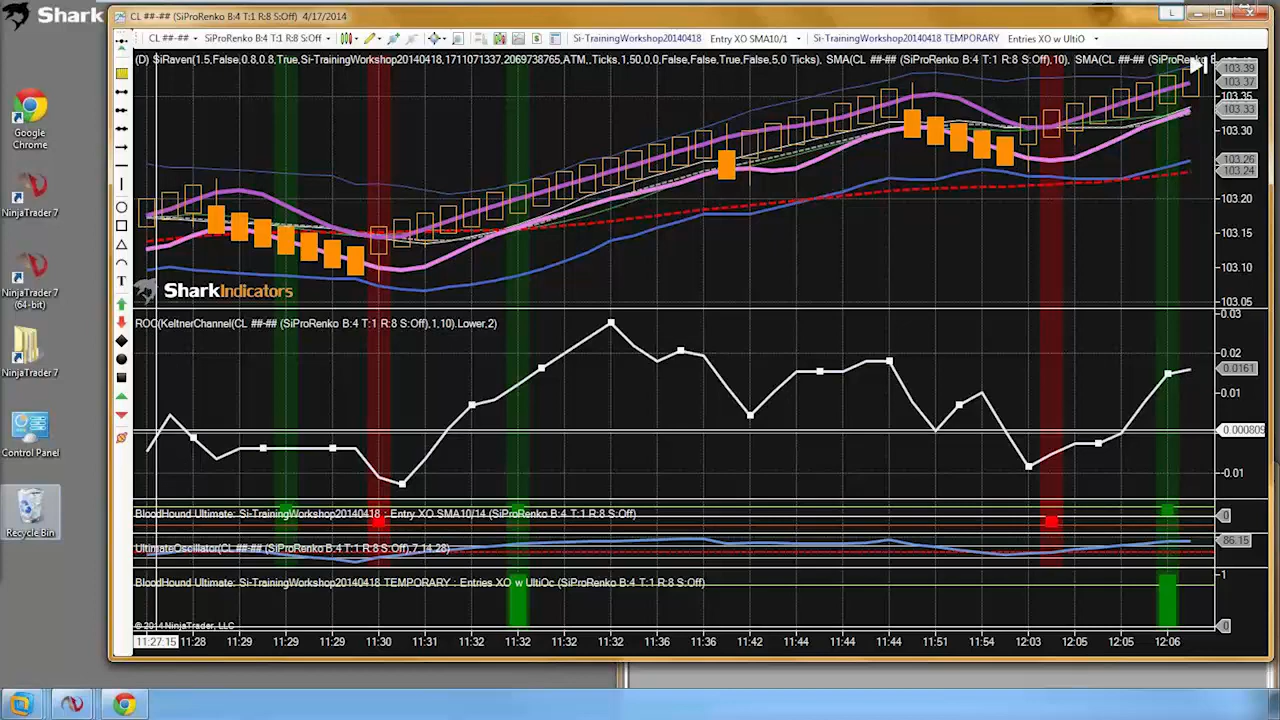 Shark
CL ##-## (SiProRenko B:4 T:1 R:8 S:Off) 4/17/2014
L
CL ##-##
SiProRenko B:4 T:1 R:8 S:Off
Si-TrainingWorkshop20140418
Entry XO SMA10/1
Si-TrainingWorkshop20140418 TEMPORARY
Entries XO w UltiO
(D) SiRaven(1.5,False,0.8,0.8,True,Si-TrainingWorkshop20140418,1711071337,2069738765,ATM,,Ticks,1.50,0,0,False,False,True,False,5,0 Ticks), SMA(CL ##-## (SiProRenko B:4 T:1 R:8 S:Off),10), SMA(CL ##-## (SiProRenko
103.39
103.37
103.35
103.33
103.30
103.26
103.24
103.20
103.15
103.10
103.05
SharkIndicators
ROC(KeltnerChannel(CL ##-## (SiProRenko B:4 T:1 R:8 S:Off),1,10).Lower,2)
0.03
0.02
0.0161
0.01
0.000809
-0.01
BloodHound Ultimate: Si-TrainingWorkshop20140418 : Entry XO SMA10/14 (SiProRenko B:4 T:1 R:8 S:Off)
0
UltimateOscillator(CL ##-## (SiProRenko B:4 T:1 R:8 S:Off),7,14,28)
86.15
BloodHound Ultimate: Si-TrainingWorkshop20140418 TEMPORARY : Entries XO w UltiOc (SiProRenko B:4 T:1 R:8 S:Off)
1
0
© 2014 NinjaTrader, LLC
11:27:15 11:28 11:29 11:29 11:29 11:30 11:31 11:32 11:32 11:32 11:32 11:36 11:36 11:42 11:44 11:44 11:44 11:51 11:54 12:03 12:05 12:05 12:06
T
Google
Chrome
NinjaTrader 7
NinjaTrader 7
(64-bit)
NinjaTrader 7
Control Panel
Recycle Bin